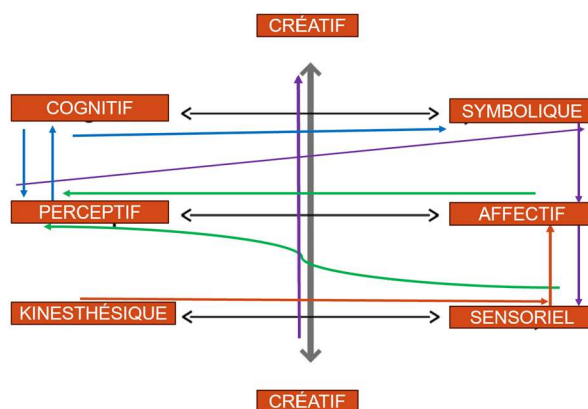 CRÉATIF
COGNITIF
SYMBOLIQUE
PERCEPTIF
AFFECTIF
KINESTHÉSIQUE
SENSORIEL
CRÉATIF